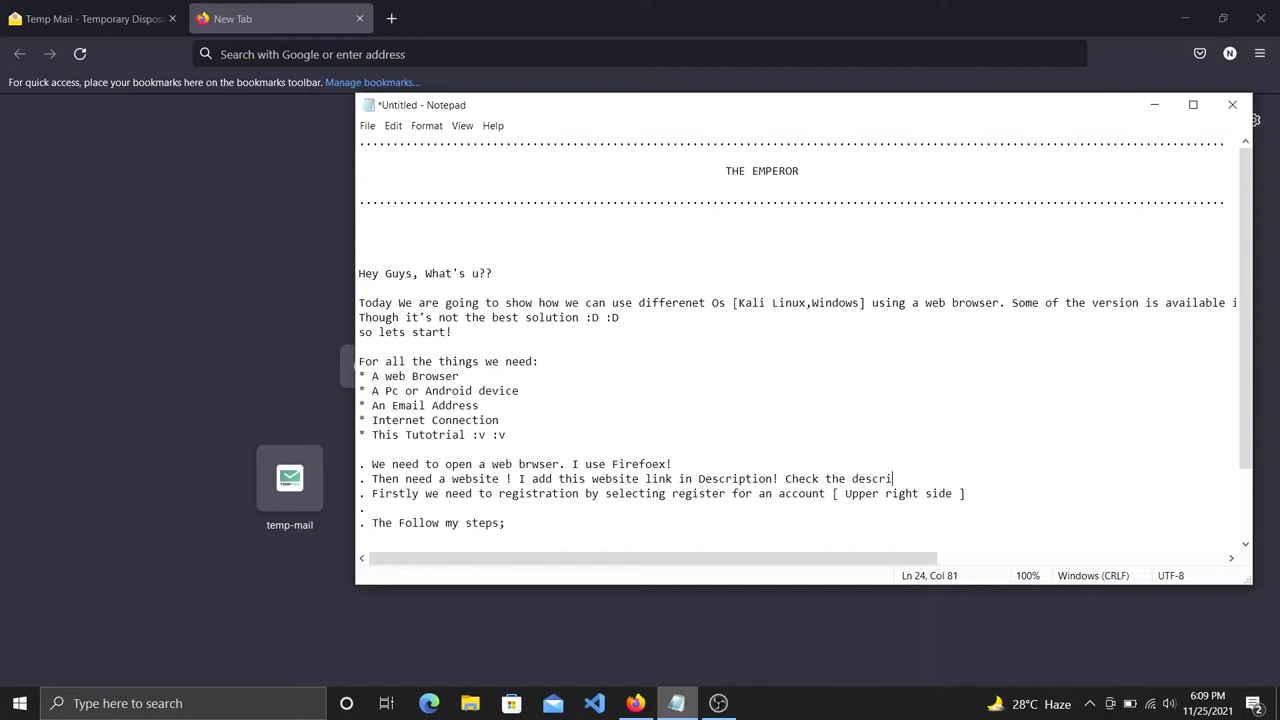 Temp Mail - Temporary Disposa
New Tab
Search with Google or enter address
N
For quick access, place your bookmarks here on the bookmarks toolbar. Manage bookmarks...
*Untitled - Notepad
File Edit Format View Help
....................................................................................................................................
THE EMPEROR
....................................................................................................................................
Hey Guys, What's u??
Today We are going to show how we can use differenet Os [Kali Linux,Windows] using a web browser. Some of the version is available i
Though it's not the best solution :D :D
so lets start!
For all the things we need:
* A web Browser
* A Pc or Android device
* An Email Address
* Internet Connection
* This Tutotrial :v :v
. We need to open a web brwser. I use Firefoex!
. Then need a website ! I add this website link in Description! Check the descri
. Firstly we need to registration by selecting register for an account [ Upper right side ]
.
. The Follow my steps;
temp-mail
Ln 24, Col 81 100% Windows (CRLF) UTF-8
Type here to search
28°C Haze
6:09 PM
11/25/2021
2